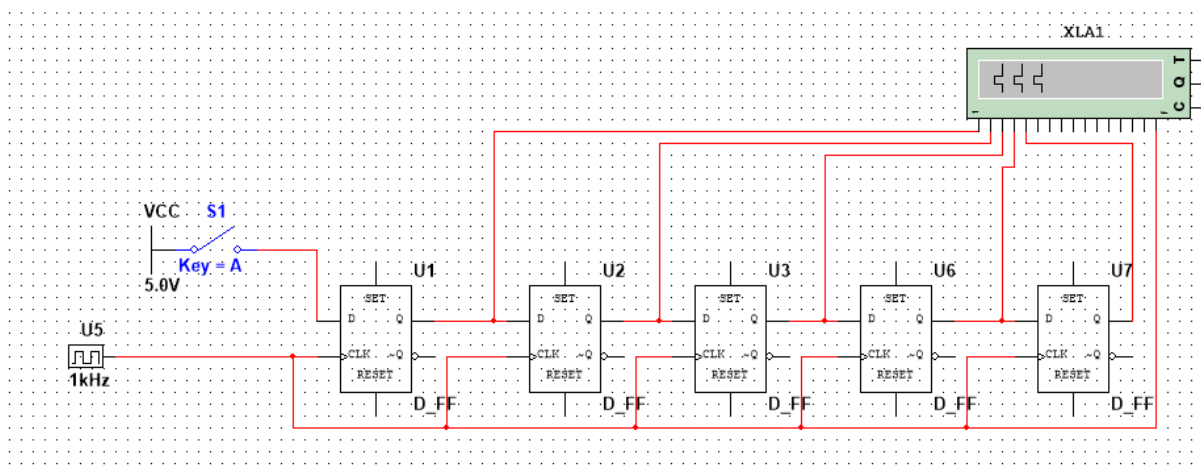 XLA1
T
Q
C
1
F
VCC S1
Key = A
5.0V
U5
1kHz
U1
SET
D Q
CLK ~Q
RESET
D_FF
U2
SET
D Q
CLK ~Q
RESET
D_FF
U3
SET
D Q
CLK ~Q
RESET
D_FF
U6
SET
D Q
CLK ~Q
RESET
D_FF
U7
SET
D Q
CLK ~Q
RESET
D_FF